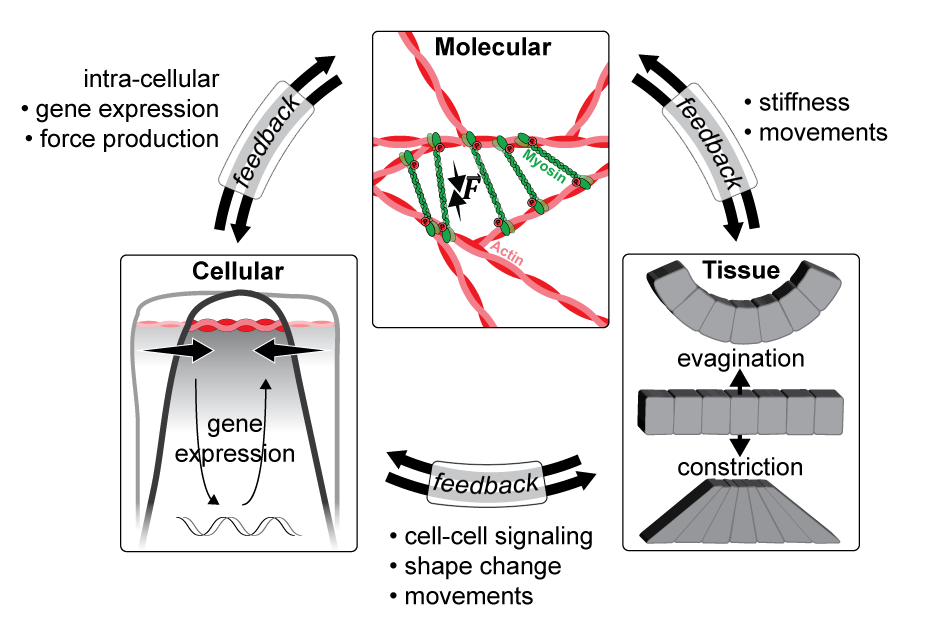 Molecular
intra-cellular
• gene expression
• force production
feedback
feedback
• stiffness
• movements
Myosin
F
Actin
Cellular
gene
expression
Tissue
evagination
constriction
feedback
• cell-cell signaling
• shape change
• movements